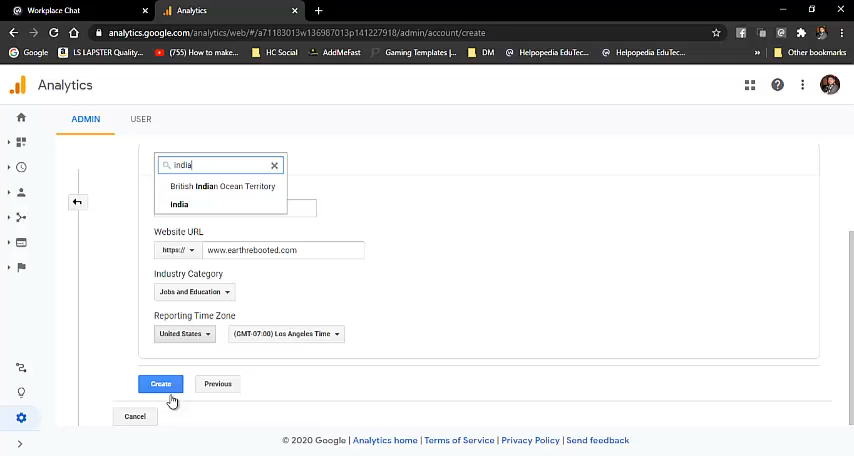 Workplace Chat
Analytics
analytics.google.com/analytics/web/#/a71183013w136987013p141227918/admin/account/create
Google
LS LAPSTER Quality...
(755) How to make...
HC Social
AddMeFast
Gaming Templates |...
DM
Helpopedia EduTec...
Helpopedia EduTec...
Other bookmarks
Analytics
ADMIN
USER
india
British Indian Ocean Territory
India
Website URL
https://
www.earthrebooted.com
Industry Category
Jobs and Education
Reporting Time Zone
United States
(GMT-07:00) Los Angeles Time
Create
Previous
Cancel
© 2020 Google | Analytics home | Terms of Service | Privacy Policy | Send feedback